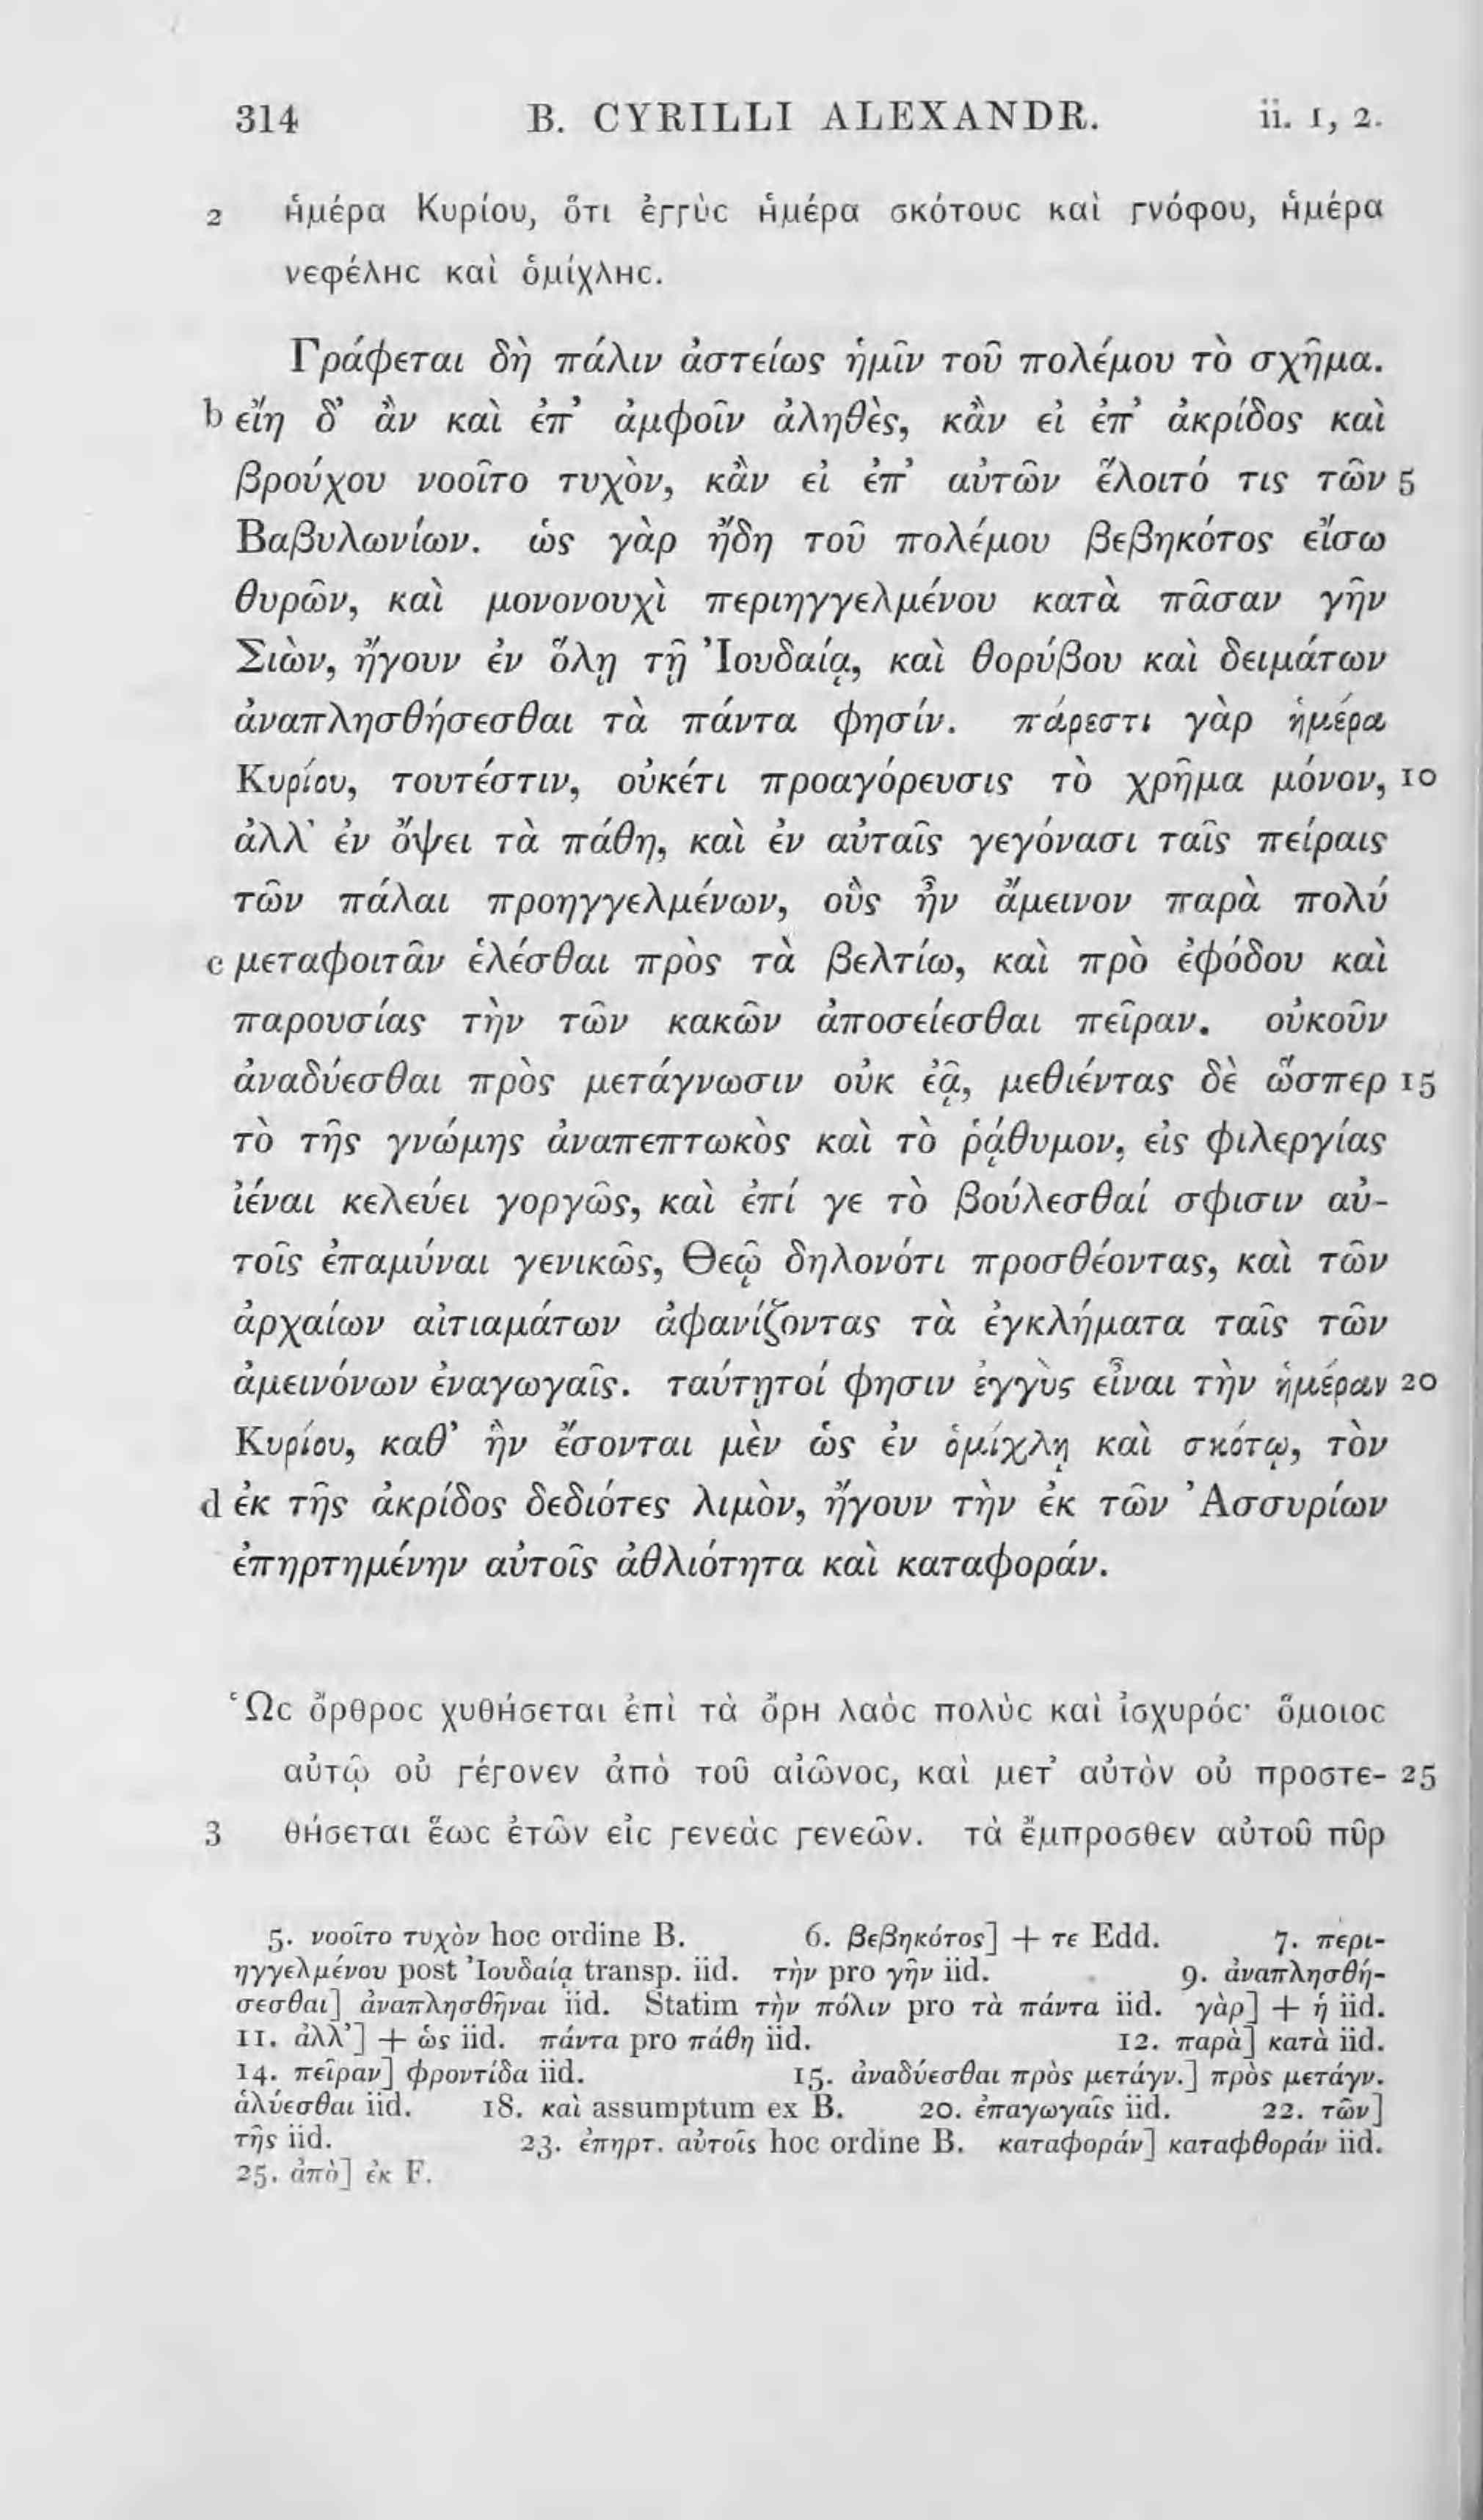 314 B. CYRILLI ALEXANDR. ii. 1, 2.
2 ἡμέρα Κυρίου, ὅτι ἐγγὺς ἡμέρα σκότους καὶ γνόφου, ἡμέρα
νεφέλης καὶ ὁμίχλης.
Γράφεται δὴ πάλιν ἀστείως ἡμῖν τοῦ πολέμου τὸ σχῆμα.
b εἴη δ’ ἂν καὶ ἐπ’ ἀμφοῖν ἀληθὲς, κἂν εἰ ἐπ’ ἀκρίδος καὶ
βρούχου νοοῖτο τυχὸν, κἂν εἰ ἐπ’ αὐτῶν ἕλοιτό τις τῶν 5
Βαβυλωνίων. ὡς γὰρ ἤδη τοῦ πολέμου βεβηκότος εἴσω
θυρῶν, καὶ μονονουχὶ περιηγγελμένου κατὰ πᾶσαν γῆν
Σιὼν, ἤγουν ἐν ὅλῃ τῇ Ἰουδαίᾳ, καὶ θορύβου καὶ δειμάτων
ἀναπλησθήσεσθαι τὰ πάντα φησίν. πάρεστι γὰρ ἡμέρα
Κυρίου, τουτέστιν, οὐκέτι προαγόρευσις τὸ χρῆμα μόνον, 10
ἀλλ’ ἐν ὄψει τὰ πάθη, καὶ ἐν αὐταῖς γεγόνασι ταῖς πείραις
τῶν πάλαι προηγγελμένων, οὓς ἦν ἄμεινον παρὰ πολύ
c μεταφοιτᾶν ἑλέσθαι πρὸς τὰ βελτίω, καὶ πρὸ ἐφόδου καὶ
παρουσίας τὴν τῶν κακῶν ἀποσείεσθαι πεῖραν. οὐκοῦν
ἀναδύεσθαι πρὸς μετάγνωσιν οὐκ ἐᾷ, μεθιέντας δὲ ὥσπερ 15
τὸ τῆς γνώμης ἀναπεπτωκὸς καὶ τὸ ῥᾴθυμον, εἰς φιλεργίας
ἰέναι κελεύει γοργῶς, καὶ ἐπί γε τὸ βούλεσθαί σφισιν αὐ-
τοῖς ἐπαμύναι γενικῶς, Θεῷ δηλονότι προσθέοντας, καὶ τῶν
ἀρχαίων αἰτιαμάτων ἀφανίζοντας τὰ ἐγκλήματα ταῖς τῶν
ἀμεινόνων ἐναγωγαῖς. ταύτῃτοί φησιν ἐγγὺς εἶναι τὴν ἡμέραν 20
Κυρίου, καθ’ ἣν ἔσονται μὲν ὡς ἐν ὁμίχλῃ καὶ σκότῳ, τὸν
d ἐκ τῆς ἀκρίδος δεδιότες λιμὸν, ἤγουν τὴν ἐκ τῶν Ἀσσυρίων
ἐπηρτημένην αὐτοῖς ἀθλιότητα καὶ καταφοράν.
Ὡς ὄρθρος χυθήσεται ἐπὶ τὰ ὄρη λαὸς πολὺς καὶ ἰσχυρός· ὅμοιος
αὐτῷ οὐ γέγονεν ἀπὸ τοῦ αἰῶνος, καὶ μετ’ αὐτὸν οὐ προστε- 25
3 θήσεται ἕως ἐτῶν εἰς γενεὰς γενεῶν. τὰ ἔμπροσθεν αὐτοῦ πῦρ
5. νοοῖτο τυχὸν hoc ordine B. 6. βεβηκότος] + τε Edd. 7. περι-
ηγγελμένου post Ἰουδαίᾳ transp. iid. τὴν pro γῆν iid. 9. ἀναπλησθή-
σεσθαι] ἀναπλησθῆναι iid. Statim τὴν πόλιν pro τὰ πάντα iid. γὰρ] + ἡ iid.
11. ἀλλ’] + ὡς iid. πάντα pro πάθη iid. 12. παρὰ] κατὰ iid.
14. πεῖραν] φροντίδα iid. 15. ἀναδύεσθαι πρὸς μετάγν.] πρὸς μετάγν.
ἀλύεσθαι iid. 18. καὶ assumptum ex B. 20. ἐπαγωγαῖς iid. 22. τῶν]
τῆς iid. 23. ἐπηρτ. αὐτοῖς hoc ordine B. καταφοράν] καταφθοράν iid.
25. ἀπὸ] ἐκ F.